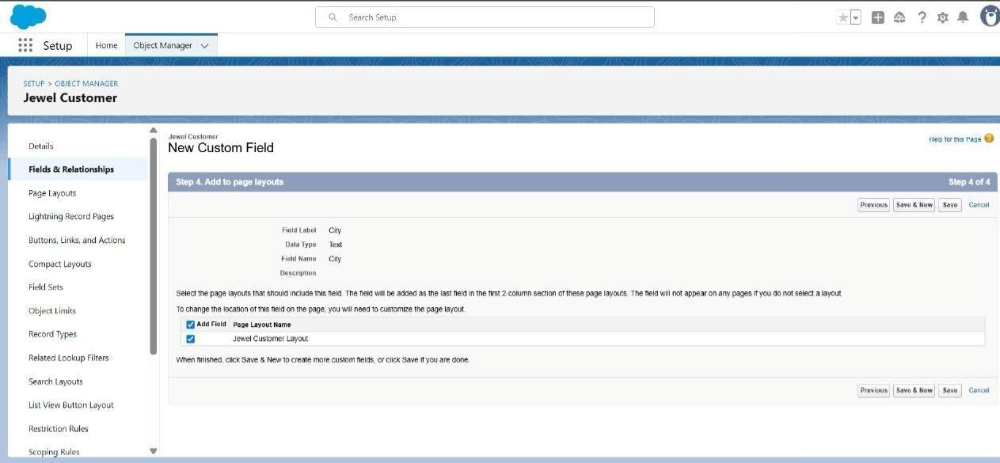 Search Setup
Setup Home Object Manager
SETUP > OBJECT MANAGER
Jewel Customer
Details
Fields & Relationships
Page Layouts
Lightning Record Pages
Buttons, Links, and Actions
Compact Layouts
Field Sets
Object Limits
Record Types
Related Lookup Filters
Search Layouts
List View Button Layout
Restriction Rules
Scoping Rules
Jewel Customer
New Custom Field
Help for this Page ?
Step 4. Add to page layouts Step 4 of 4
Previous Save & New Save Cancel
Field Label City
Data Type Text
Field Name City
Description
Select the page layouts that should include this field. The field will be added as the last field in the first 2-column section of these page layouts. The field will not appear on any pages if you do not select a layout.
To change the location of this field on the page, you will need to customize the page layout.
Add Field Page Layout Name
Jewel Customer Layout
When finished, click Save & New to create more custom fields, or click Save if you are done.
Previous Save & New Save Cancel